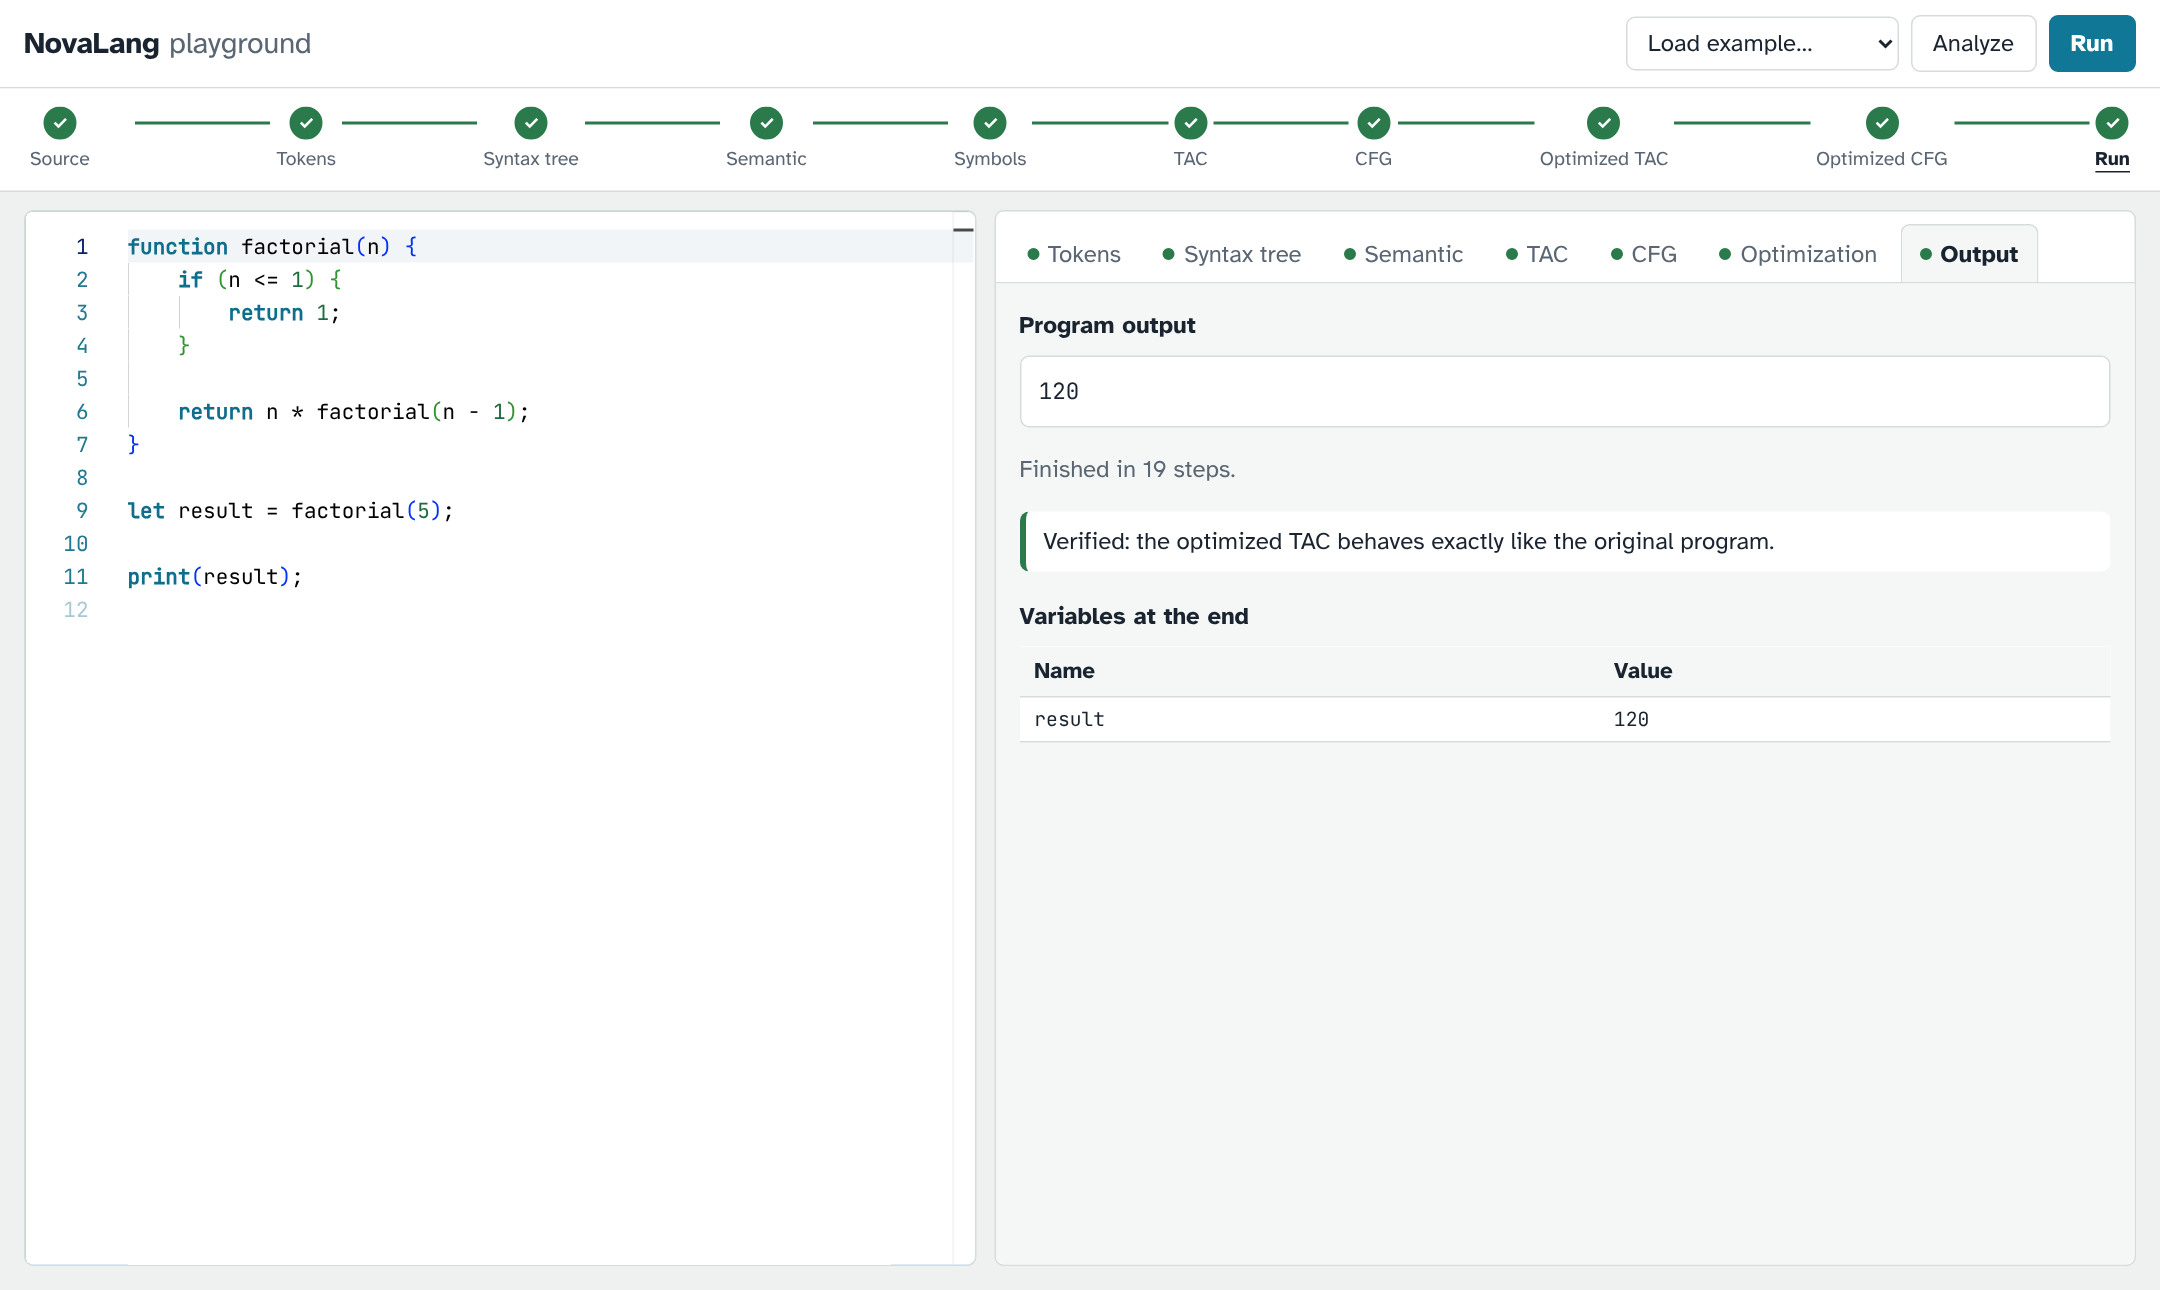 NovaLang playground
Load example...
Analyze
Run
Source
Tokens
Syntax tree
Semantic
Symbols
TAC
CFG
Optimized TAC
Optimized CFG
Run
1 function factorial(n) {
2     if (n <= 1) {
3         return 1;
4     }
5
6     return n * factorial(n - 1);
7 }
8
9 let result = factorial(5);
10
11 print(result);
12
Tokens
Syntax tree
Semantic
TAC
CFG
Optimization
Output
Program output
120
Finished in 19 steps.
Verified: the optimized TAC behaves exactly like the original program.
Variables at the end
Name Value
result 120